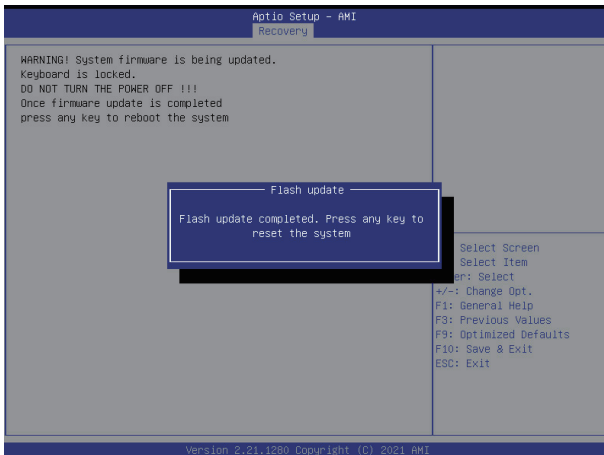 Aptio Setup - AMI
Recovery
WARNING! System firmware is being updated.
Keyboard is locked.
DO NOT TURN THE POWER OFF !!!
Once firmware update is completed
press any key to reboot the system
Flash update
Flash update completed. Press any key to
reset the system
Select Screen
Select Item
er: Select
+/-: Change Opt.
F1: General Help
F3: Previous Values
F9: Optimized Defaults
F10: Save & Exit
ESC: Exit
Version 2.21.1280 Copyright (C) 2021 AMI